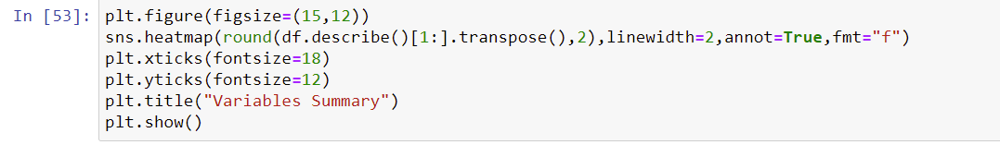 In [53]: plt.figure(figsize=(15,12))
sns.heatmap(round(df.describe()[1:].transpose(),2),linewidth=2,annot=True,fmt="f")
plt.xticks(fontsize=18)
plt.yticks(fontsize=12)
plt.title("Variables Summary")
plt.show()